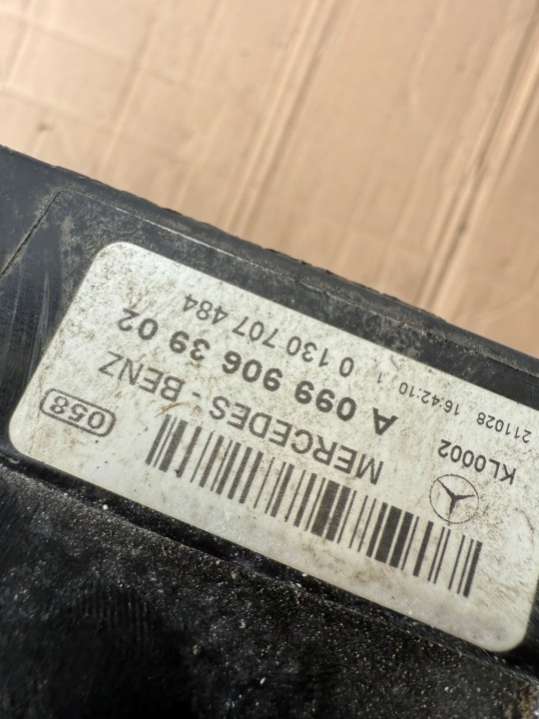 MERCEDES - BENZ
058
KL0002
A 099 906 39 02
211028 16:42:10 1 0 130 707 484